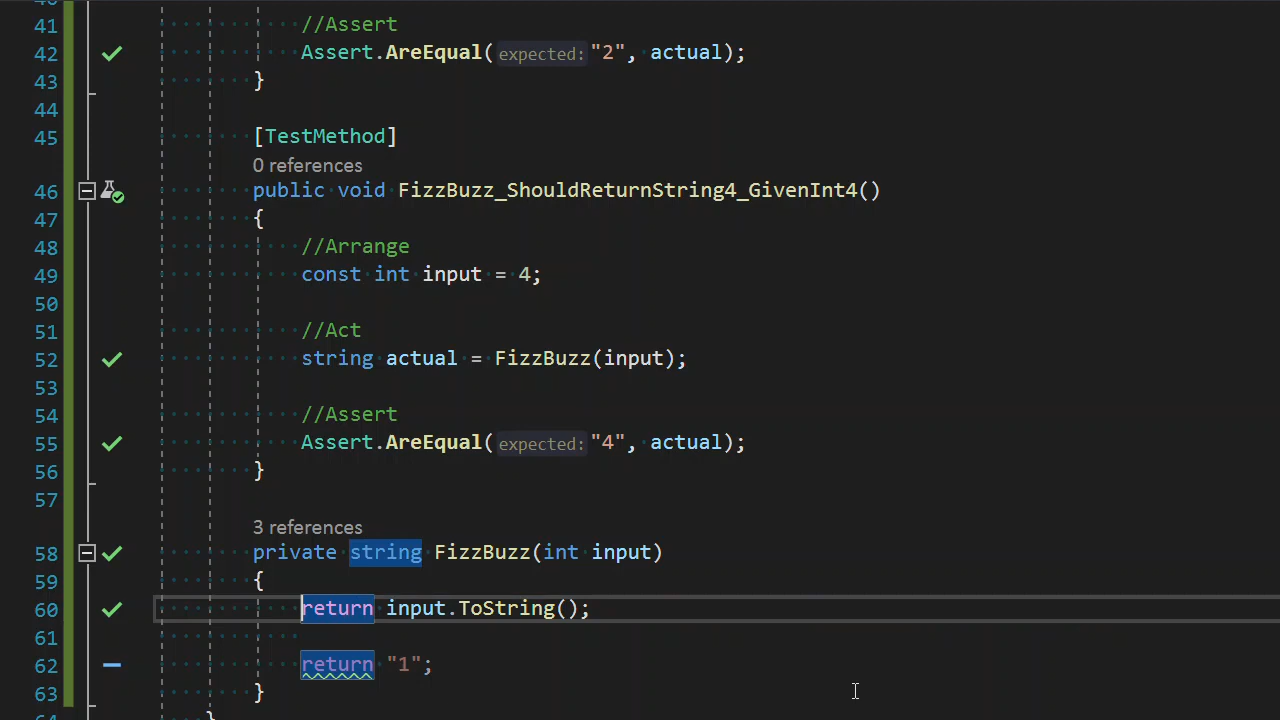 41 //Assert
42 Assert.AreEqual(expected: "2", actual);
43 }
44
45 [TestMethod]
0 references
46 public void FizzBuzz_ShouldReturnString4_GivenInt4()
47 {
48 //Arrange
49 const int input = 4;
50
51 //Act
52 string actual = FizzBuzz(input);
53
54 //Assert
55 Assert.AreEqual(expected: "4", actual);
56 }
57
3 references
58 private string FizzBuzz(int input)
59 {
60 return input.ToString();
61
62 return "1";
63 }
64 }